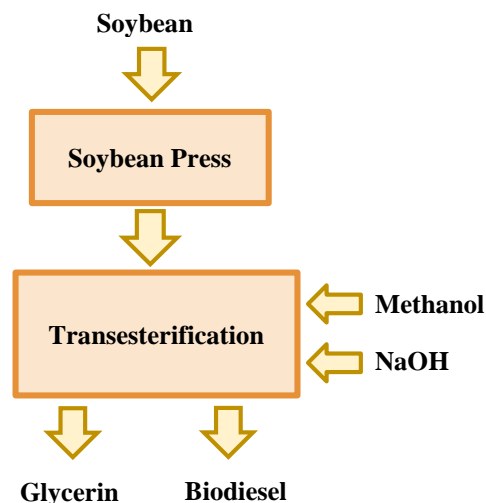 Soybean
Soybean Press
Transesterification
Methanol
NaOH
Glycerin
Biodiesel